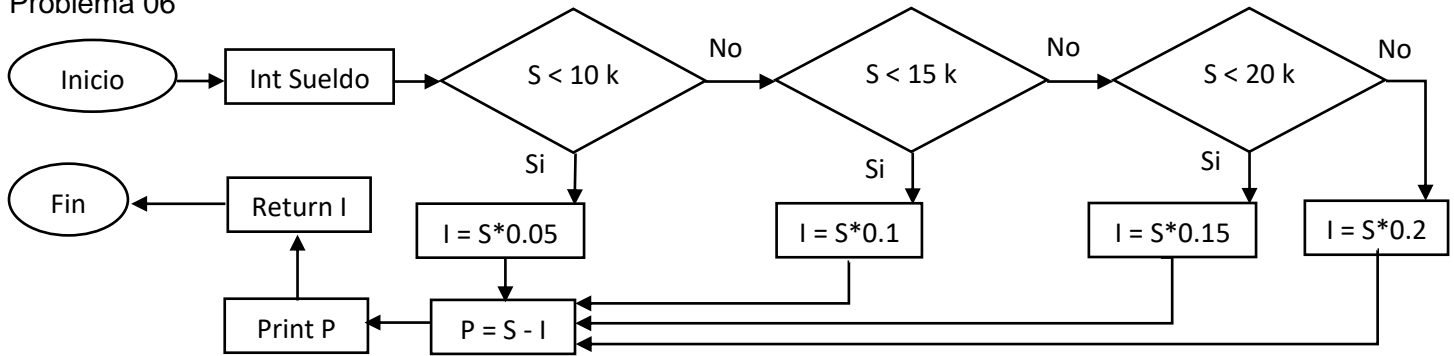 Problema 06
Inicio
Int Sueldo
S < 10 k
No
S < 15 k
No
S < 20 k
No
Si
Si
Si
Fin
Return I
I = S*0.05
I = S*0.1
I = S*0.15
I = S*0.2
Print P
P = S - I